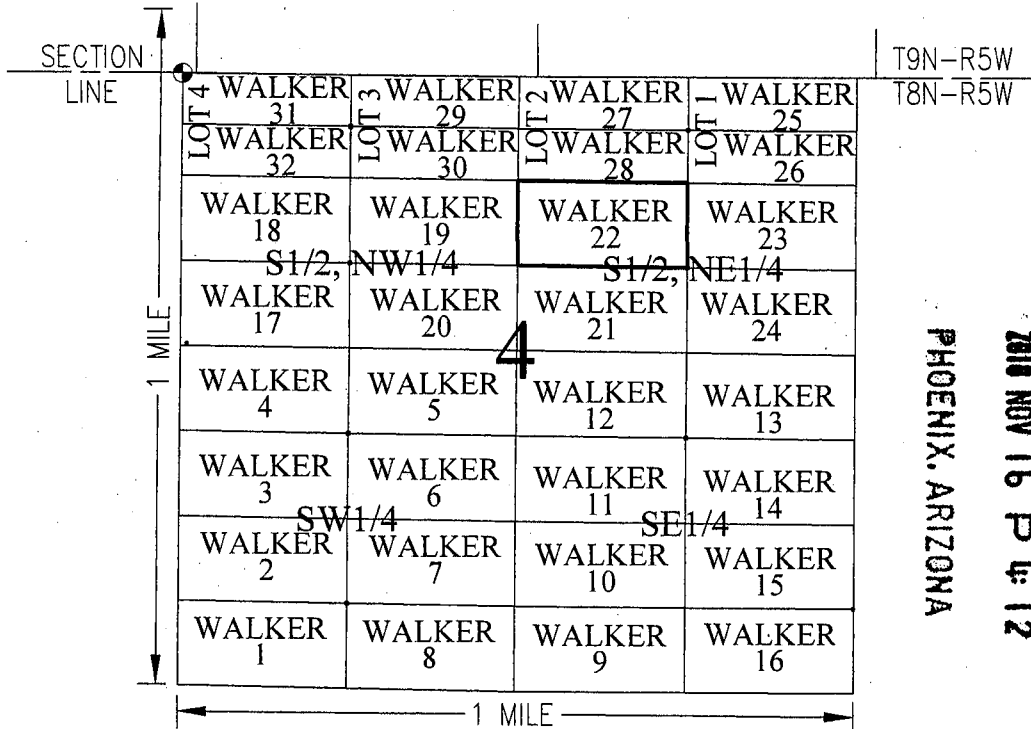 SECTION
LINE
T9N-R5W
T8N-R5W
LOT 4 WALKER 31
LOT 3 WALKER 29
LOT 2 WALKER 27
LOT 1 WALKER 25
WALKER 32
WALKER 30
WALKER 28
WALKER 26
WALKER 18
WALKER 19
WALKER 22
WALKER 23
S1/2, NW1/4
S1/2, NE1/4
WALKER 17
WALKER 20
WALKER 21
WALKER 24
4
WALKER 4
WALKER 5
WALKER 12
WALKER 13
WALKER 3
WALKER 6
WALKER 11
WALKER 14
SW1/4
SE1/4
WALKER 2
WALKER 7
WALKER 10
WALKER 15
WALKER 1
WALKER 8
WALKER 9
WALKER 16
1 MILE
1 MILE
NOV 16 P 4: 12
PHOENIX, ARIZONA